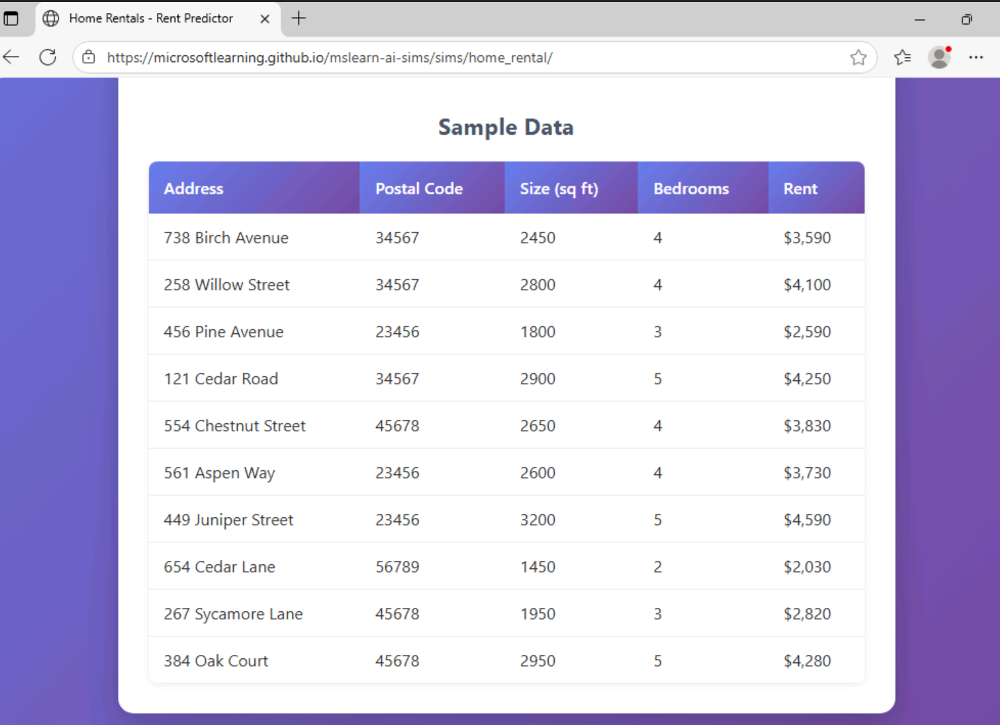 Home Rentals - Rent Predictor
https://microsoftlearning.github.io/mslearn-ai-sims/sims/home_rental/
Sample Data
Address Postal Code Size (sq ft) Bedrooms Rent
738 Birch Avenue 34567 2450 4 $3,590
258 Willow Street 34567 2800 4 $4,100
456 Pine Avenue 23456 1800 3 $2,590
121 Cedar Road 34567 2900 5 $4,250
554 Chestnut Street 45678 2650 4 $3,830
561 Aspen Way 23456 2600 4 $3,730
449 Juniper Street 23456 3200 5 $4,590
654 Cedar Lane 56789 1450 2 $2,030
267 Sycamore Lane 45678 1950 3 $2,820
384 Oak Court 45678 2950 5 $4,280